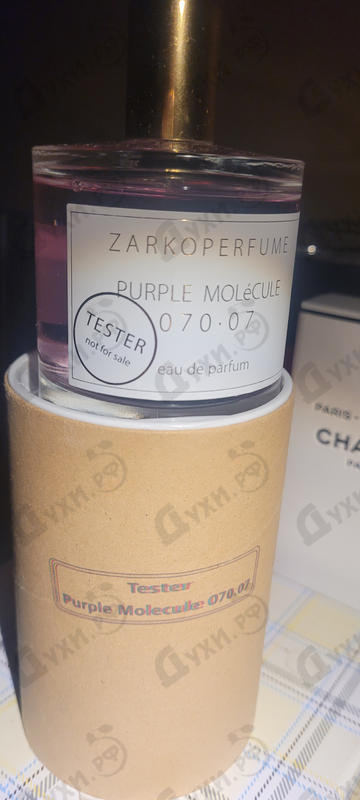 ZARKOPERFUME
PURPLE MOLéCULE
070·07
TESTER
not for sale
eau de parfum
PARIS
CHA
PA
Tester
Purple Molecule 070.07
Духи.рф